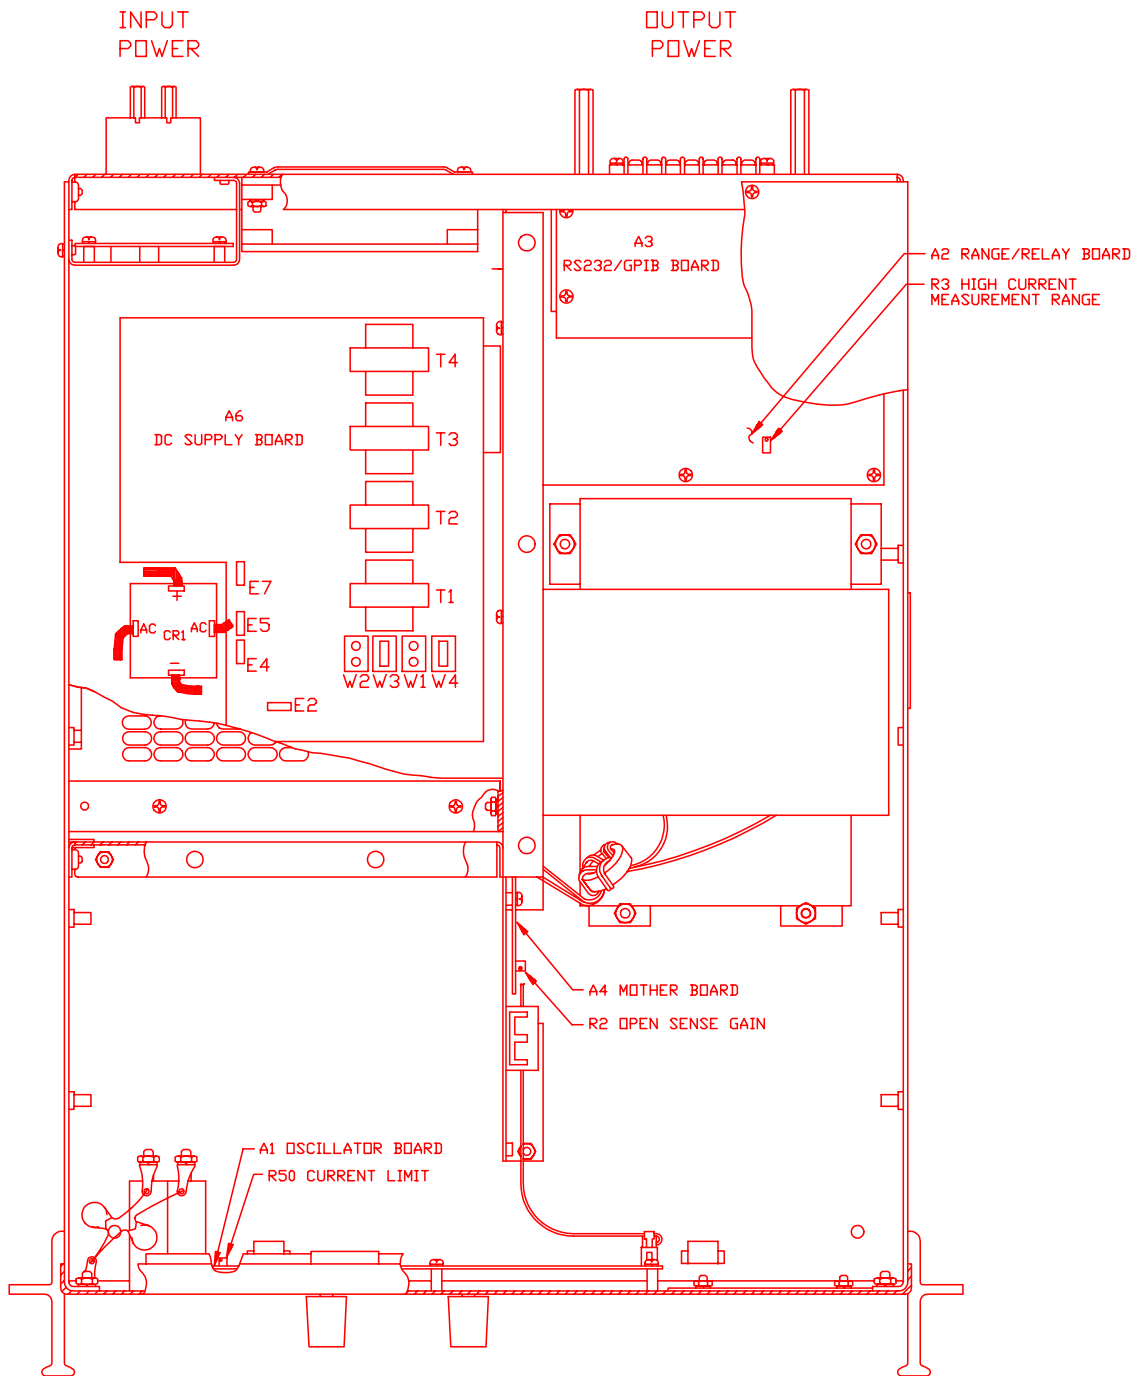 INPUT
POWER
OUTPUT
POWER
A3
RS232/GPIB BOARD
A2 RANGE/RELAY BOARD
R3 HIGH CURRENT
MEASUREMENT RANGE
T4
A6
DC SUPPLY BOARD
T3
T2
E7
T1
+
AC CR1 AC
E5
-
E4
W2 W3 W1 W4
E2
A4 MOTHER BOARD
R2 OPEN SENSE GAIN
A1 OSCILLATOR BOARD
R50 CURRENT LIMIT